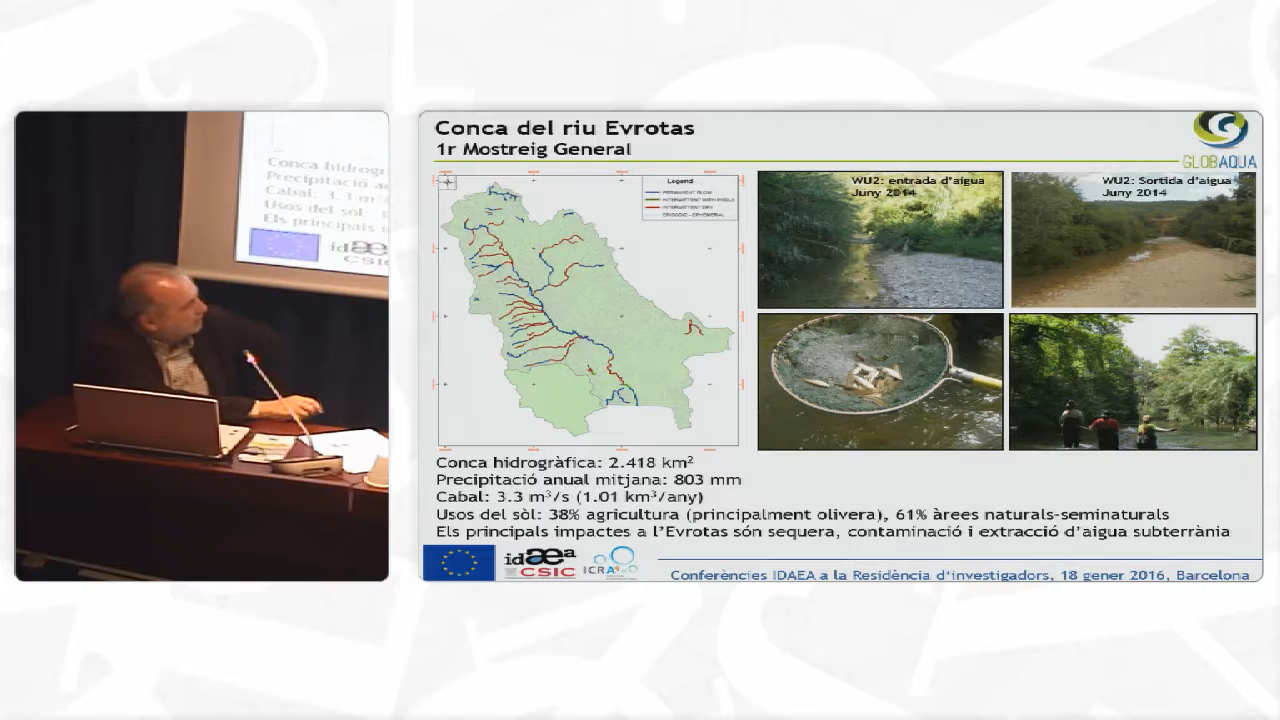 Conca hidrogr
Precipitació a
Cabal: 3.3 m
Usos del sòl
Els principals i
idæa
CSIC
Conca del riu Evrotas
1r Mostreig General
GLOBAQUA
Legend
PERMANENT FLOW
INTERMITTENT WITH POOLS
INTERMITTENT DRY
EPISODIC - EPHEMERAL
WU2: entrada d'aigua
Juny 2014
WU2: Sortida d'aigua
Juny 2014
Conca hidrogràfica: 2.418 km²
Precipitació anual mitjana: 803 mm
Cabal: 3.3 m³/s (1.01 km³/any)
Usos del sòl: 38% agricultura (principalment olivera), 61% àrees naturals-seminaturals
Els principals impactes a l'Evrotas són sequera, contaminació i extracció d'aigua subterrània
idæa
CSIC
ICRA
Conferències IDAEA a la Residència d'investigadors, 18 gener 2016, Barcelona